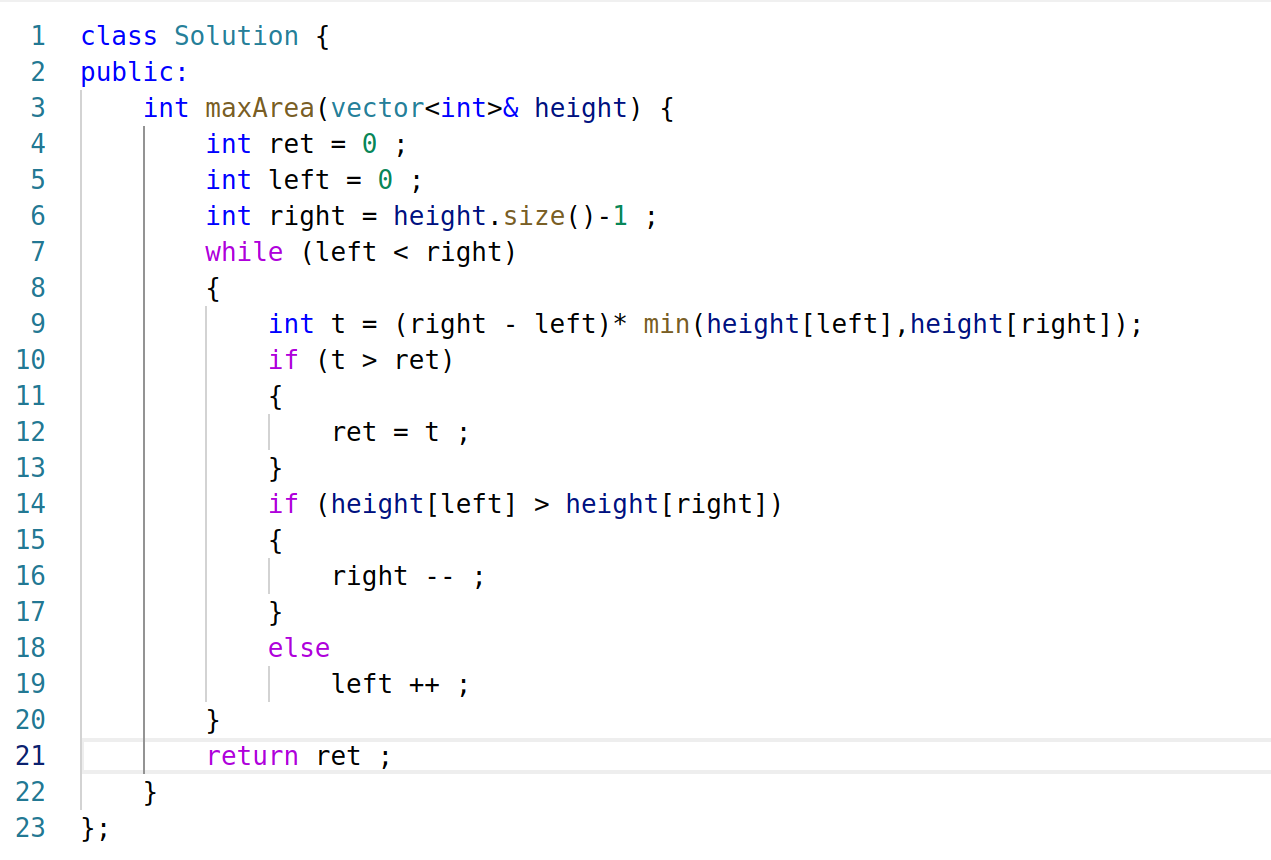 1 class Solution {
2 public:
3     int maxArea(vector<int>& height) {
4         int ret = 0 ;
5         int left = 0 ;
6         int right = height.size()-1 ;
7         while (left < right)
8         {
9             int t = (right - left)* min(height[left],height[right]);
10             if (t > ret)
11             {
12                 ret = t ;
13             }
14             if (height[left] > height[right])
15             {
16                 right -- ;
17             }
18             else
19                 left ++ ;
20         }
21         return ret ;
22     }
23 };